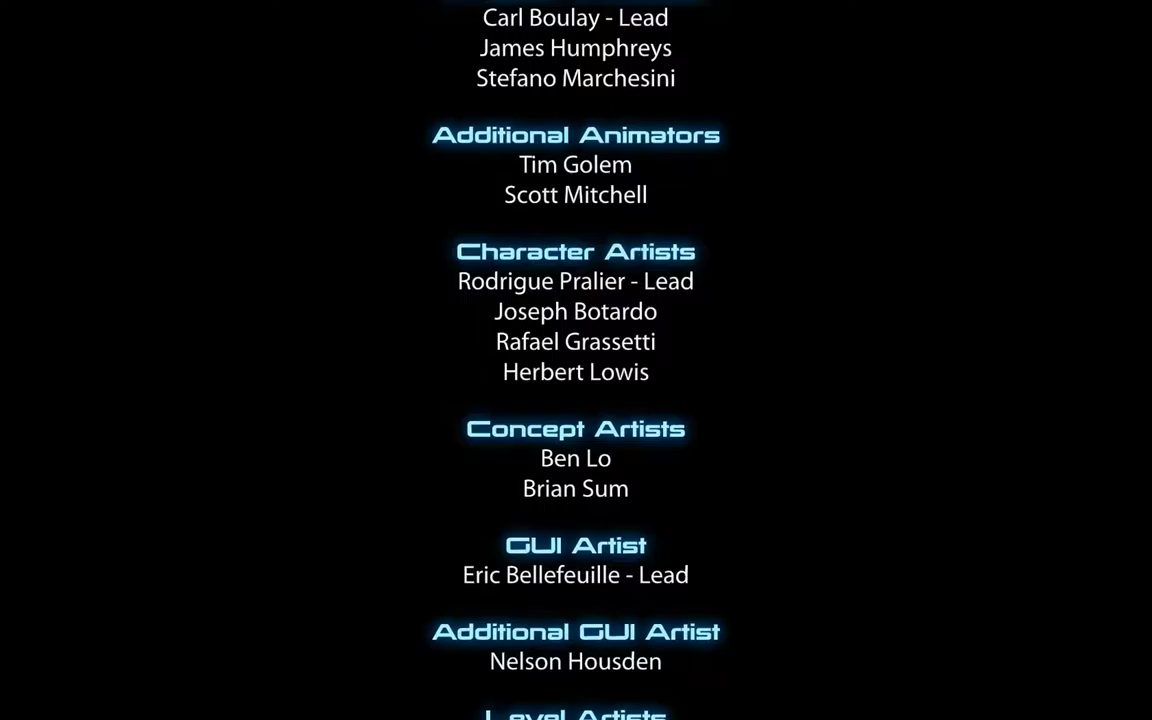 Carl Boulay - Lead
James Humphreys
Stefano Marchesini
Additional Animators
Tim Golem
Scott Mitchell
Character Artists
Rodrigue Pralier - Lead
Joseph Botardo
Rafael Grassetti
Herbert Lowis
Concept Artists
Ben Lo
Brian Sum
GUI Artist
Eric Bellefeuille - Lead
Additional GUI Artist
Nelson Housden
Level Artists